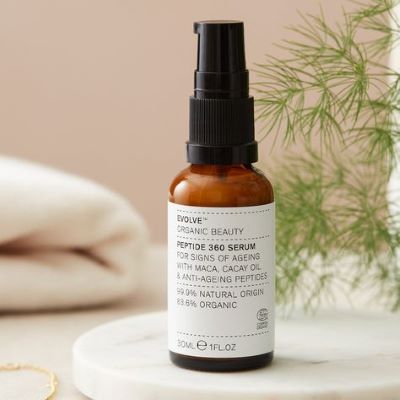 EVOLVE™
ORGANIC BEAUTY
PEPTIDE 360 SERUM
FOR SIGNS OF AGEING
WITH MACA, CACAY OIL
& ANTI-AGEING PEPTIDES
99.9% NATURAL ORIGIN
83.6% ORGANIC
30ML ℮ 1FL.OZ